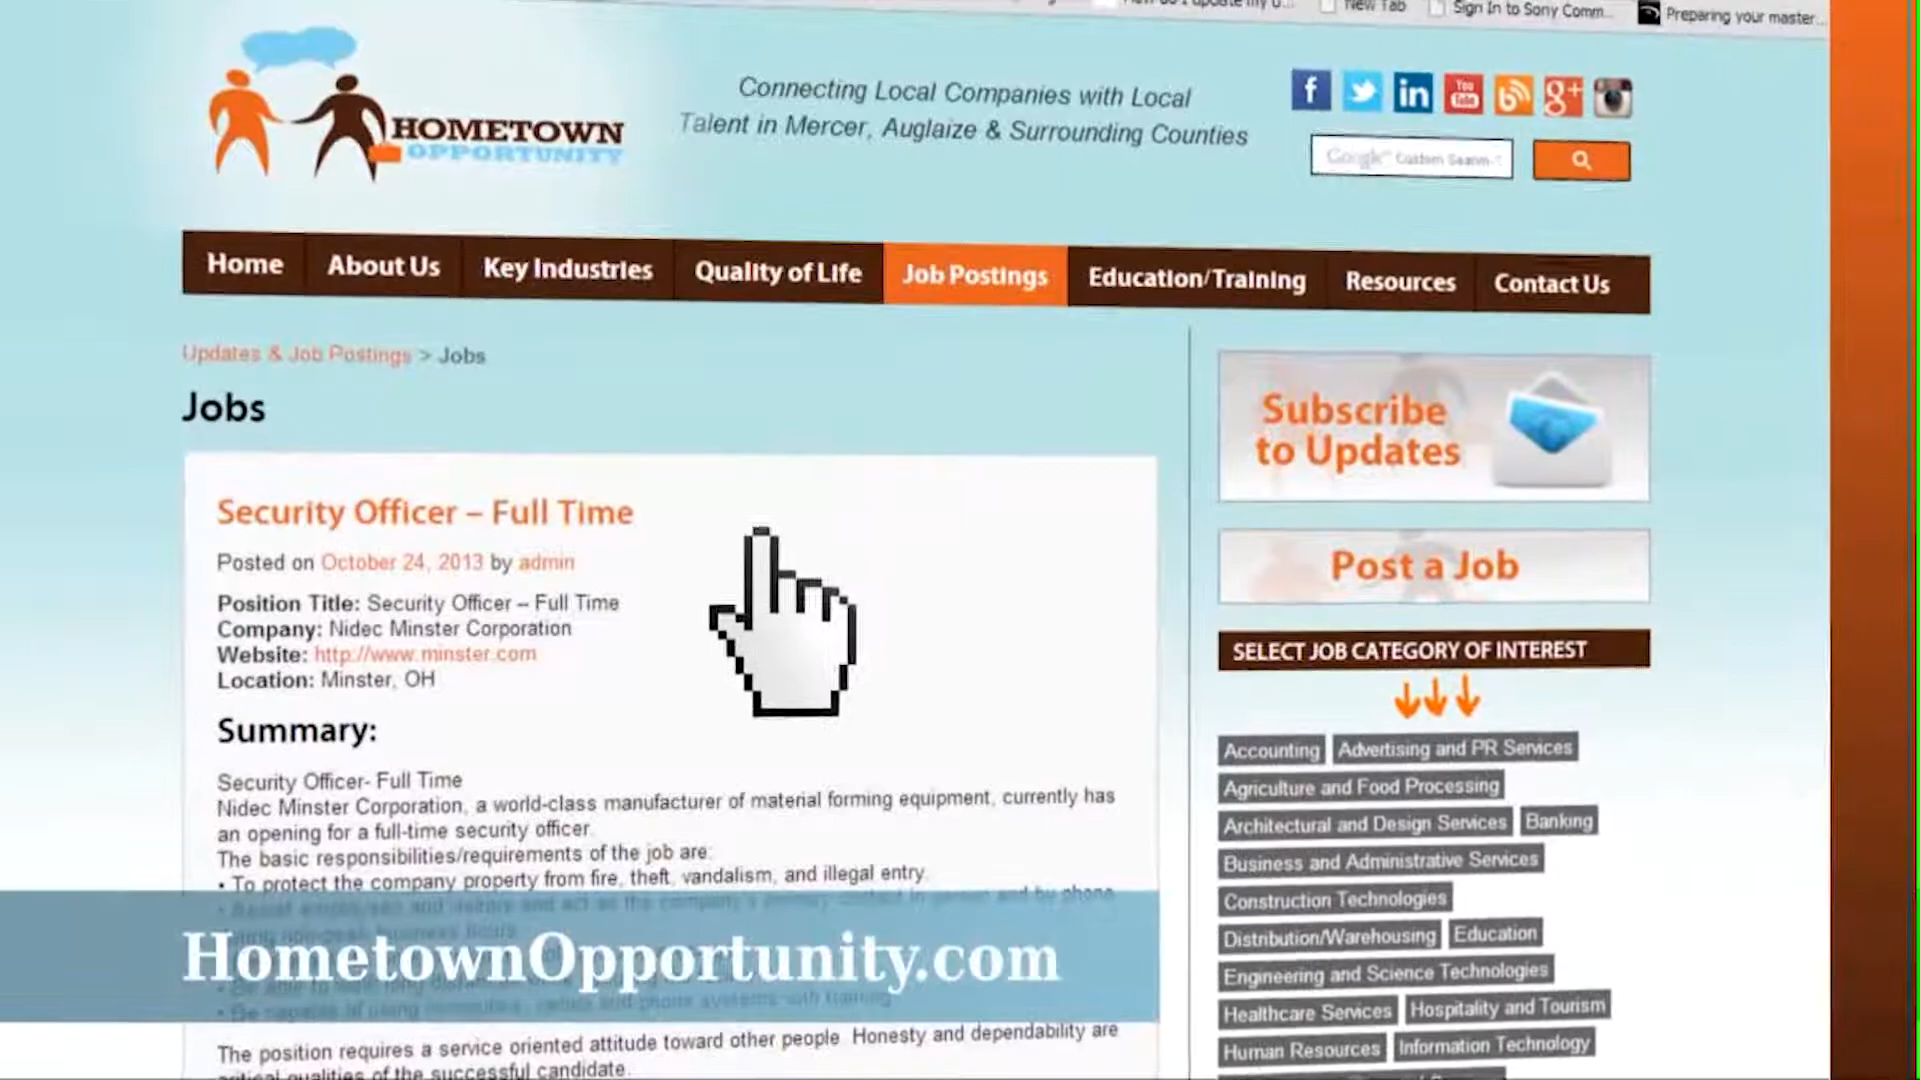 New Tab
Sign In to Sony Comm...
Preparing your master...
HOMETOWN
OPPORTUNITY
Connecting Local Companies with Local
Talent in Mercer, Auglaize & Surrounding Counties
f
in
You
Tube
g+
Google™ Custom Search
Home
About Us
Key Industries
Quality of Life
Job Postings
Education/Training
Resources
Contact Us
Updates & Job Postings > Jobs
Jobs
Security Officer – Full Time
Posted on October 24, 2013 by admin
Position Title: Security Officer – Full Time
Company: Nidec Minster Corporation
Website: http://www.minster.com
Location: Minster, OH
Summary:
Security Officer- Full Time
Nidec Minster Corporation, a world-class manufacturer of material forming equipment, currently has
an opening for a full-time security officer.
The basic responsibilities/requirements of the job are:
• To protect the company property from fire, theft, vandalism, and illegal entry.
HometownOpportunity.com
The position requires a service oriented attitude toward other people. Honesty and dependability are
critical qualities of the successful candidate.
Subscribe
to Updates
Post a Job
SELECT JOB CATEGORY OF INTEREST
Accounting
Advertising and PR Services
Agriculture and Food Processing
Architectural and Design Services
Banking
Business and Administrative Services
Construction Technologies
Distribution/Warehousing
Education
Engineering and Science Technologies
Healthcare Services
Hospitality and Tourism
Human Resources
Information Technology